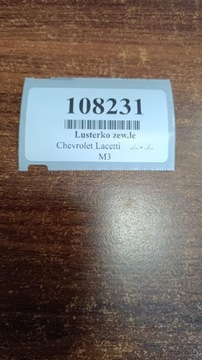 108231
Lusterko zew.le
Chevrolet Lacetti ../.. - ../..
M3